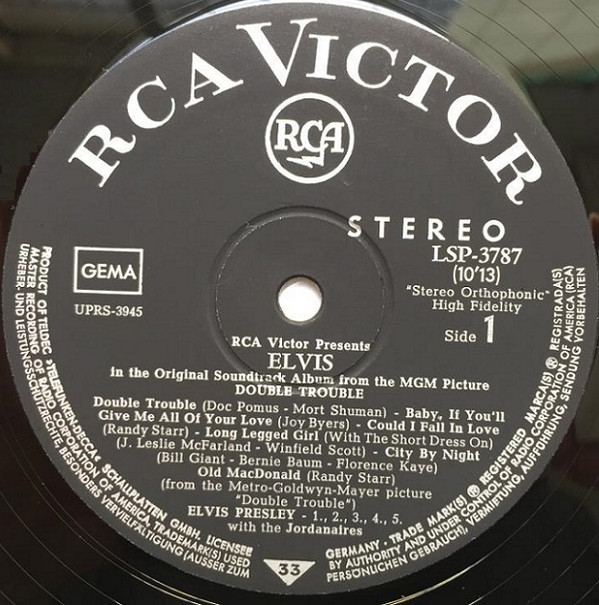 RCA VICTOR
RCA
STEREO
GEMA
UPRS-3945
LSP-3787
(10'13)
"Stereo Orthophonic"
High Fidelity
Side 1
RCA Victor Presents
ELVIS
in the Original Soundtrack Album from the MGM Picture
DOUBLE TROUBLE
Double Trouble (Doc Pomus - Mort Shuman) - Baby, If You'll
Give Me All Of Your Love (Joy Byers) - Could I Fall In Love
(Randy Starr) - Long Legged Girl (With The Short Dress On)
(J. Leslie McFarland - Winfield Scott) - City By Night
(Bill Giant - Bernie Baum - Florence Kaye)
Old MacDonald (Randy Starr)
(from the Metro-Goldwyn-Mayer picture
"Double Trouble")
ELVIS PRESLEY - 1., 2., 3., 4., 5.
with the Jordanaires
33
PRODUCT OF TELDEC »TELEFUNKEN-DECCA« SCHALLPLATTEN GMBH. LICENSEE
MASTER RECORDING OF RADIO CORPORATION OF AMERICA, TRADEMARK(S) USED
URHEBER- UND LEISTUNGSSCHUTZRECHTE, BESONDERS VERVIELFÄLTIGUNG (AUSSER ZUM
GERMANY - TRADE MARK(S) ® REGISTERED MARCA(S) ® REGISTRADA(S)
BY AUTHORITY AND UNDER CONTROL OF RADIO CORPORATION OF AMERICA (RCA)
PERSÖNLICHEN GEBRAUCH), VERMIETUNG, AUFFÜHRUNG, SENDUNG VORBEHALTEN